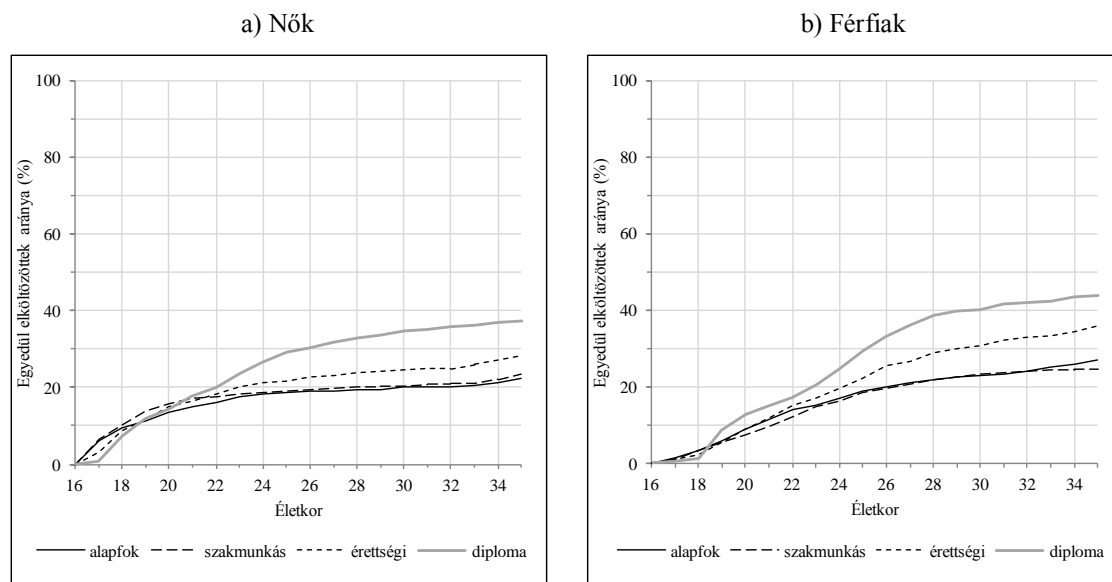 a) Nők
100
80
60
40
20
0
16 18 20 22 24 26 28 30 32 34
Egyedül elköltözöttek aránya (%)
Életkor
alapfok szakmunkás érettségi diploma
b) Férfiak
100
80
60
40
20
0
16 18 20 22 24 26 28 30 32 34
Egyedül elköltözöttek aránya (%)
Életkor
alapfok szakmunkás érettségi diploma